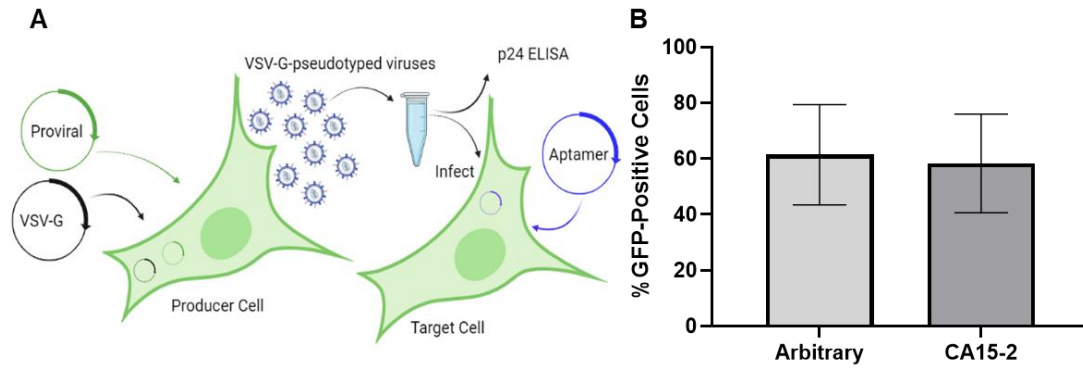 A
VSV-G-pseudotyped viruses
p24 ELISA
Proviral
VSV-G
Infect
Aptamer
Producer Cell
Target Cell
B
% GFP-Positive Cells
100
80
60
40
20
0
Arbitrary
CA15-2